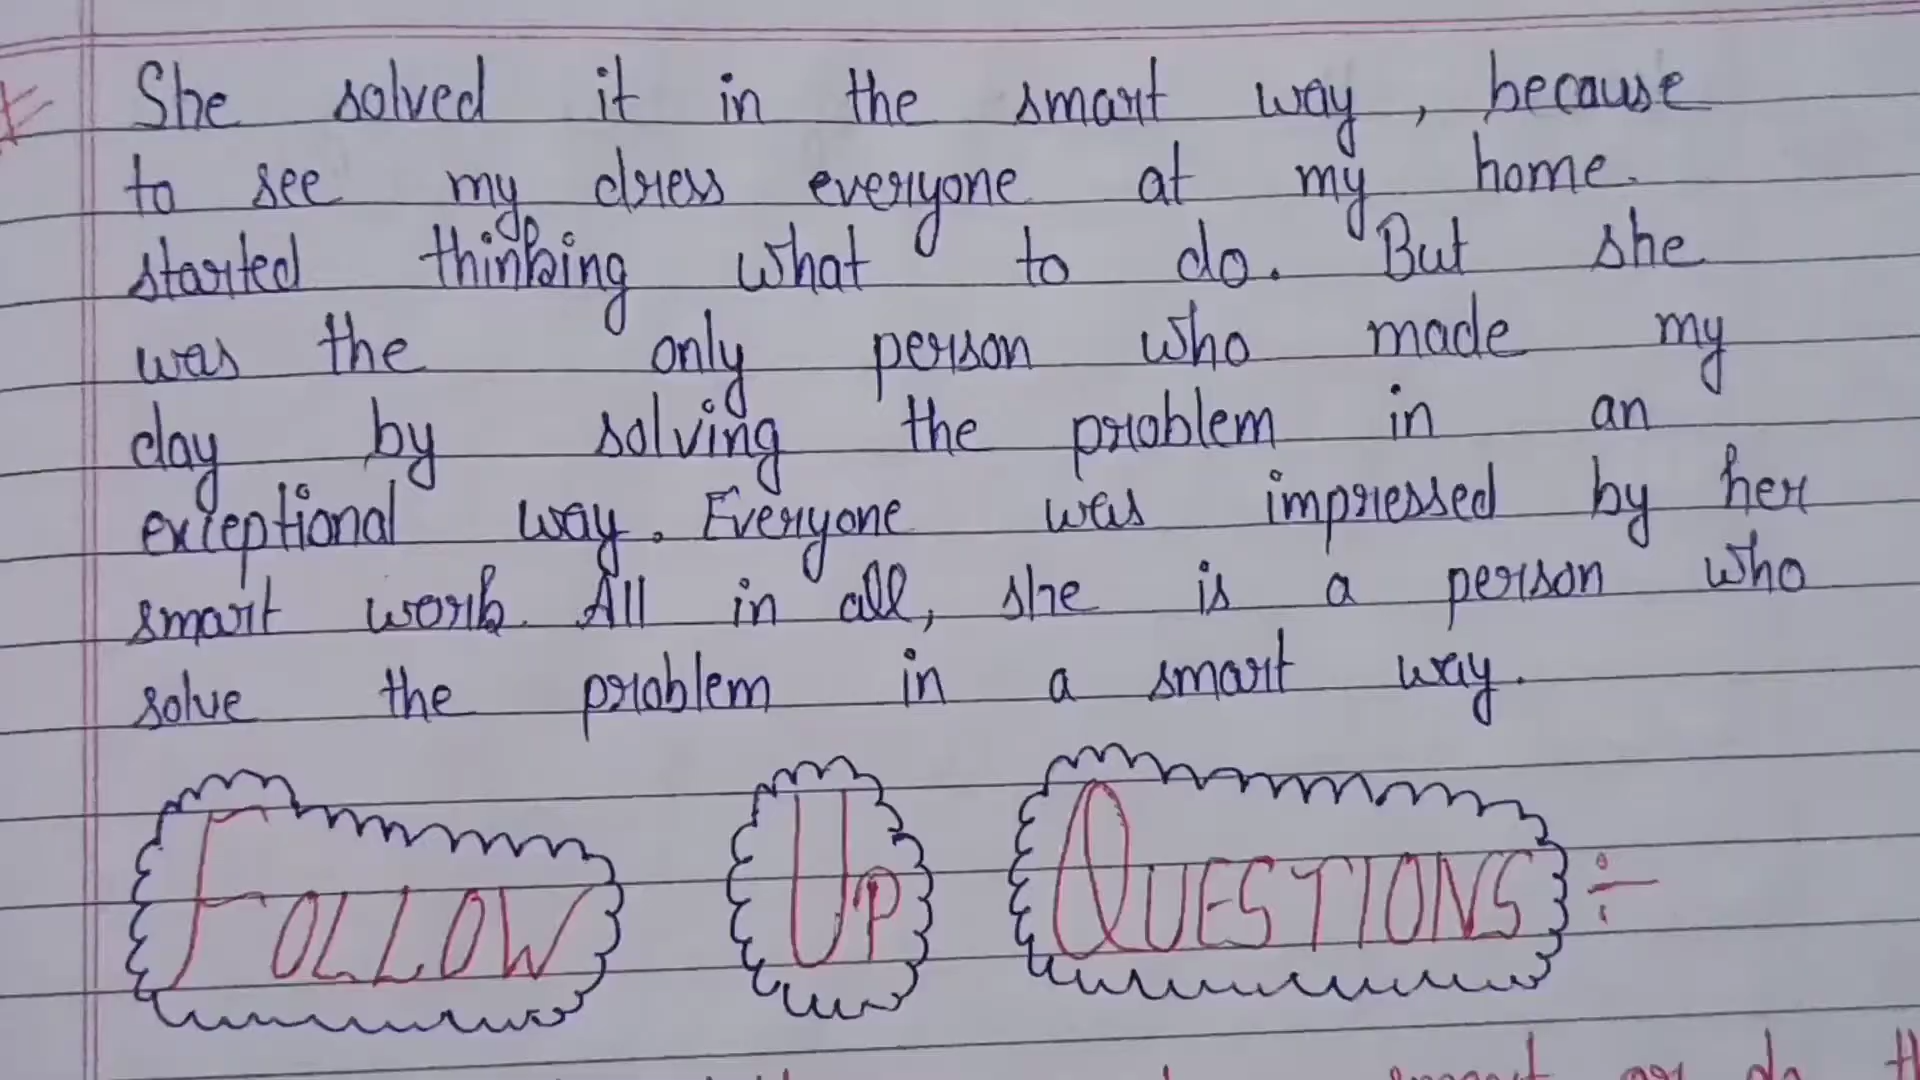 She solved it in the smart way, because
to see my dress everyone at my home.
started thinking what to do. But she
was the only person who made my
day by solving the problem in an
exceptional way. Everyone was impressed by her
smart work. All in all, she is a person who
solve the problem in a smart way.
FOLLOW UP QUESTIONS ÷